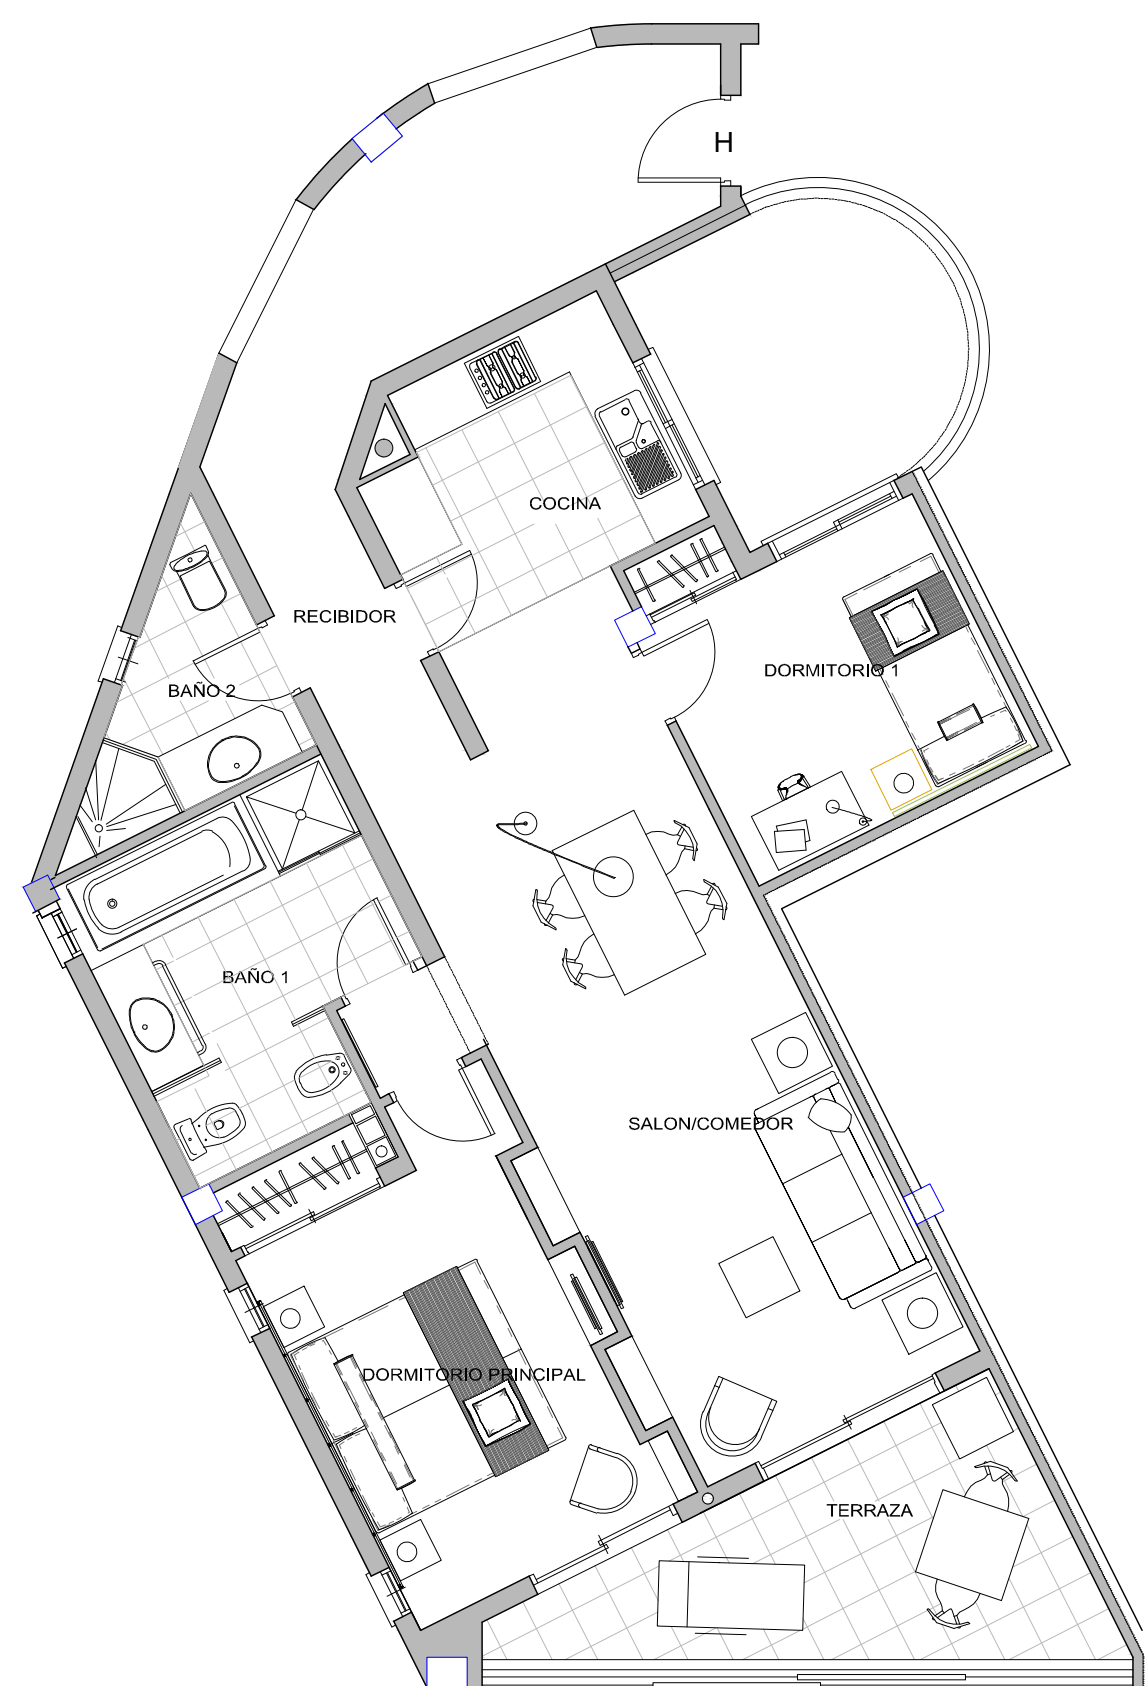 H
COCINA
RECIBIDOR
DORMITORIO 1
BAÑO 2
BAÑO 1
SALON/COMEDOR
DORMITORIO PRINCIPAL
TERRAZA